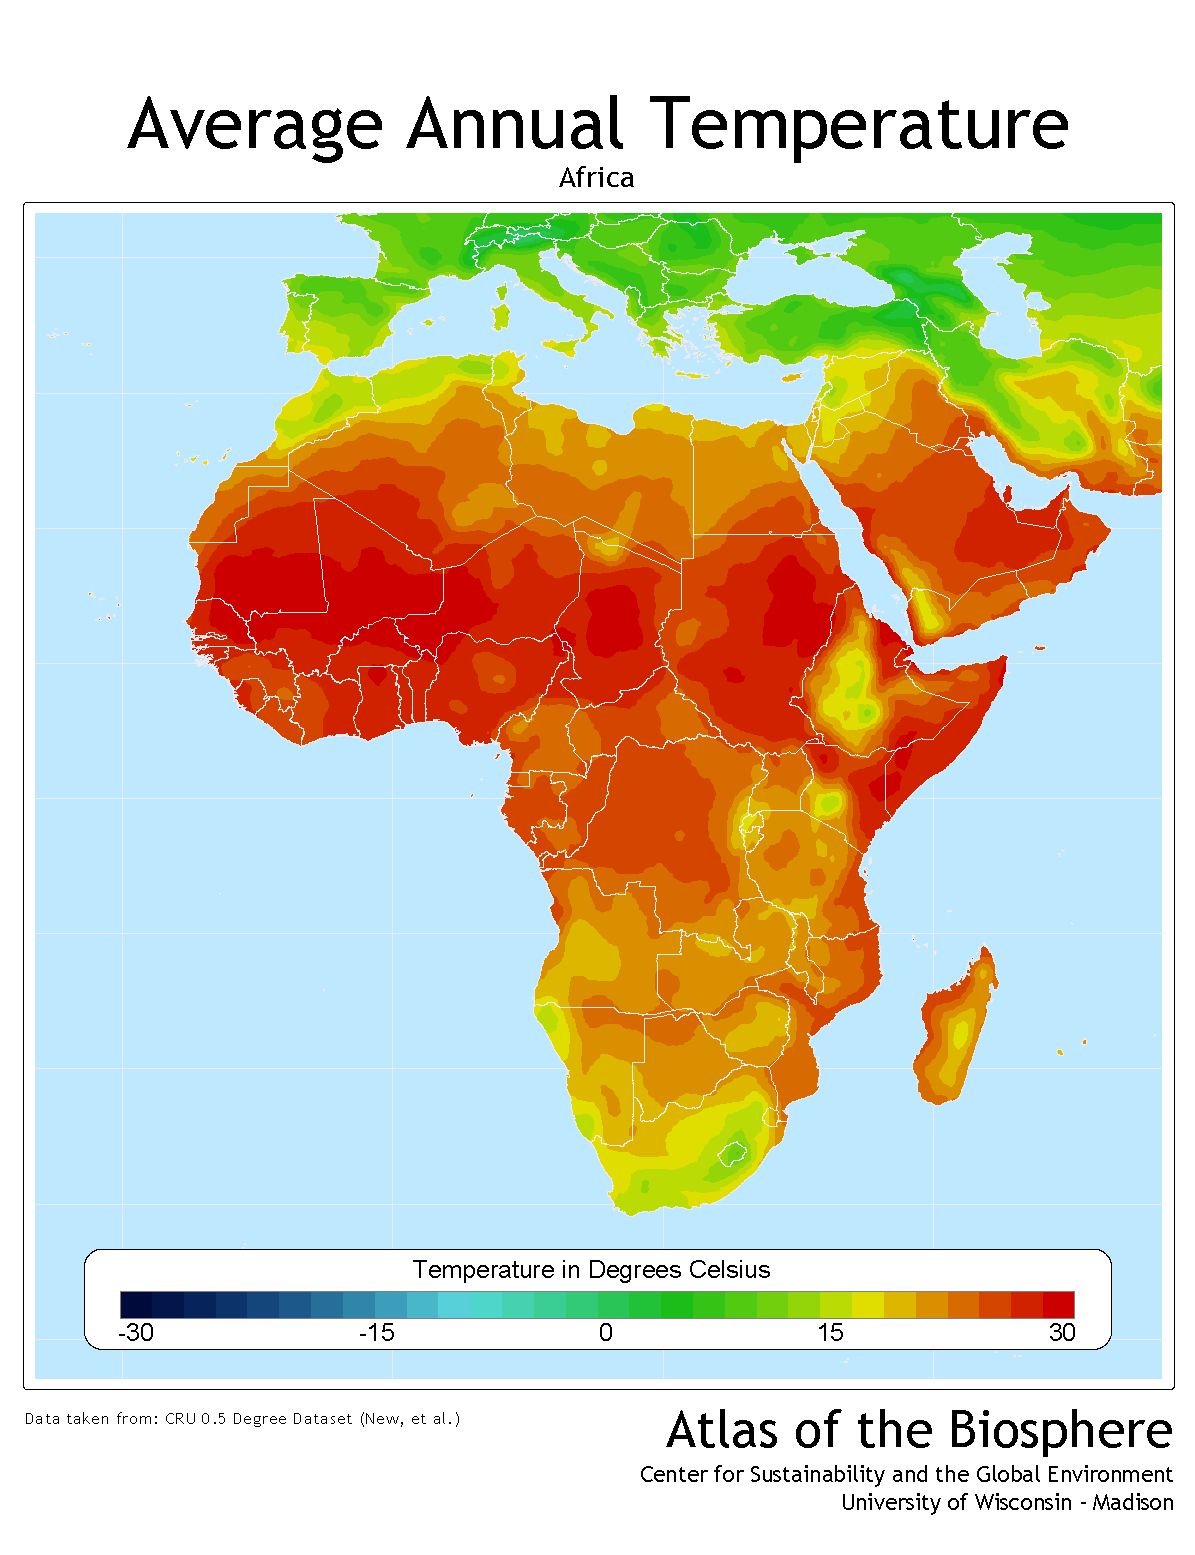 Average Annual Temperature
Africa
Temperature in Degrees Celsius
-30 -15 0 15 30
Data taken from: CRU 0.5 Degree Dataset (New, et al.)
Atlas of the Biosphere
Center for Sustainability and the Global Environment
University of Wisconsin - Madison